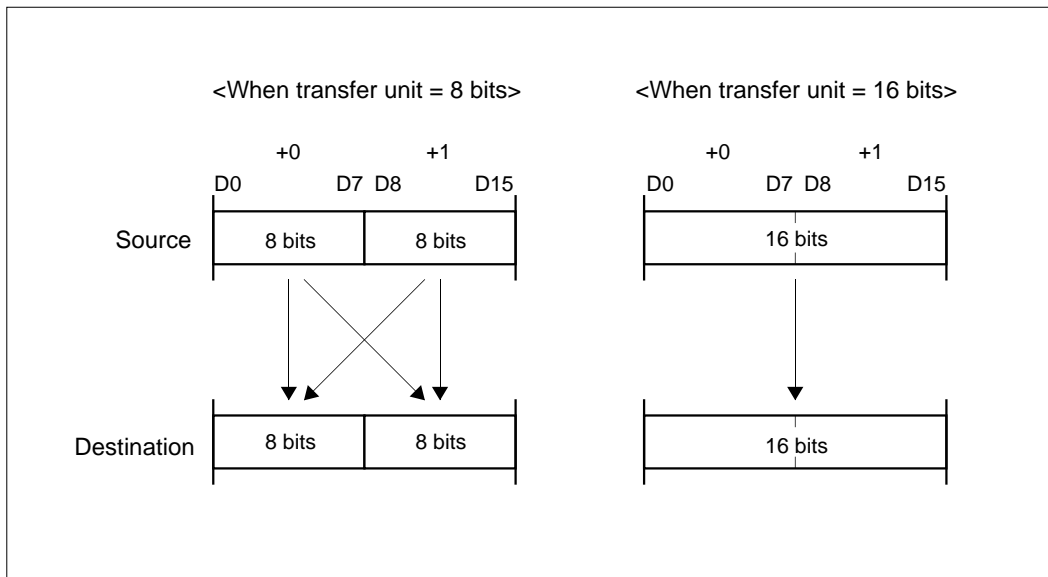 <When transfer unit = 8 bits>
<When transfer unit = 16 bits>
+0 +1
+0 +1
D0 D7 D8 D15
D0 D7 D8 D15
Source
8 bits 8 bits
16 bits
Destination
8 bits 8 bits
16 bits